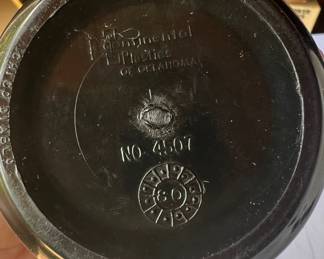 Continental
Plastics
OF OKLAHOMA
NO. 4507
80